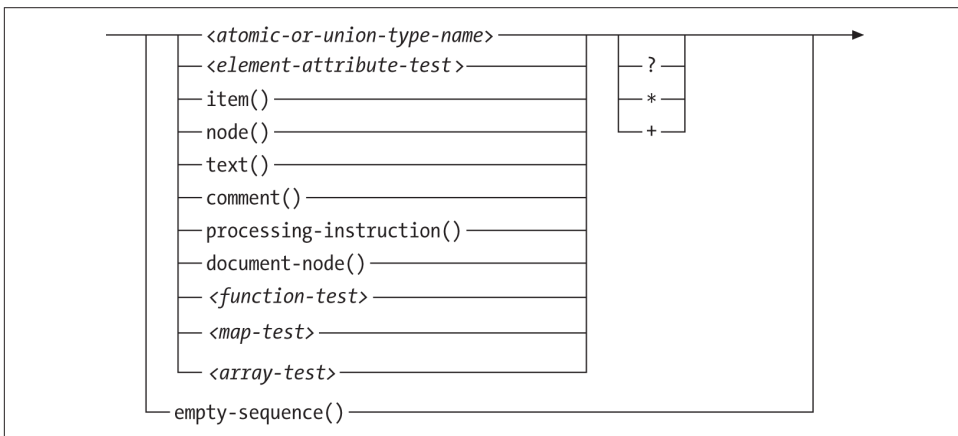 <atomic-or-union-type-name>
<element-attribute-test>
?
item()
*
node()
+
text()
comment()
processing-instruction()
document-node()
<function-test>
<map-test>
<array-test>
empty-sequence()